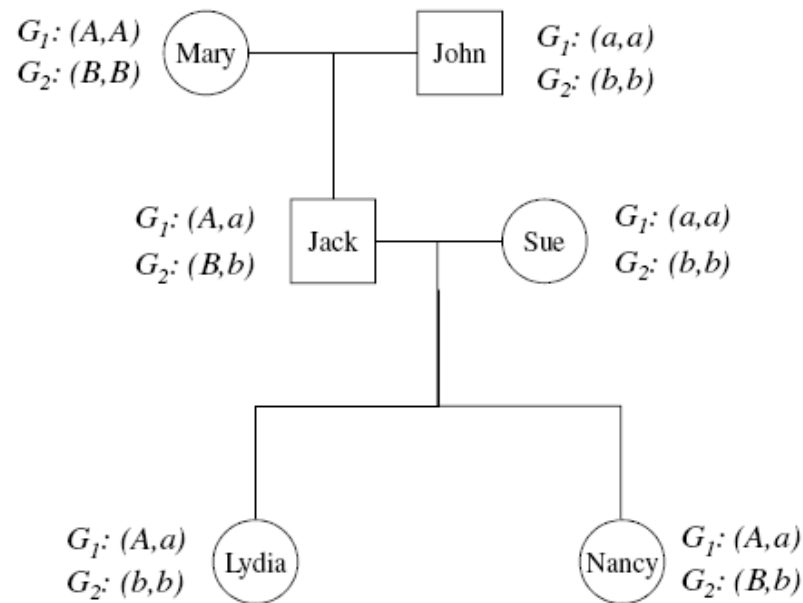 G1: (A,A)
G2: (B,B)
Mary
John
G1: (a,a)
G2: (b,b)
G1: (A,a)
G2: (B,b)
Jack
Sue
G1: (a,a)
G2: (b,b)
G1: (A,a)
G2: (b,b)
Lydia
Nancy
G1: (A,a)
G2: (B,b)